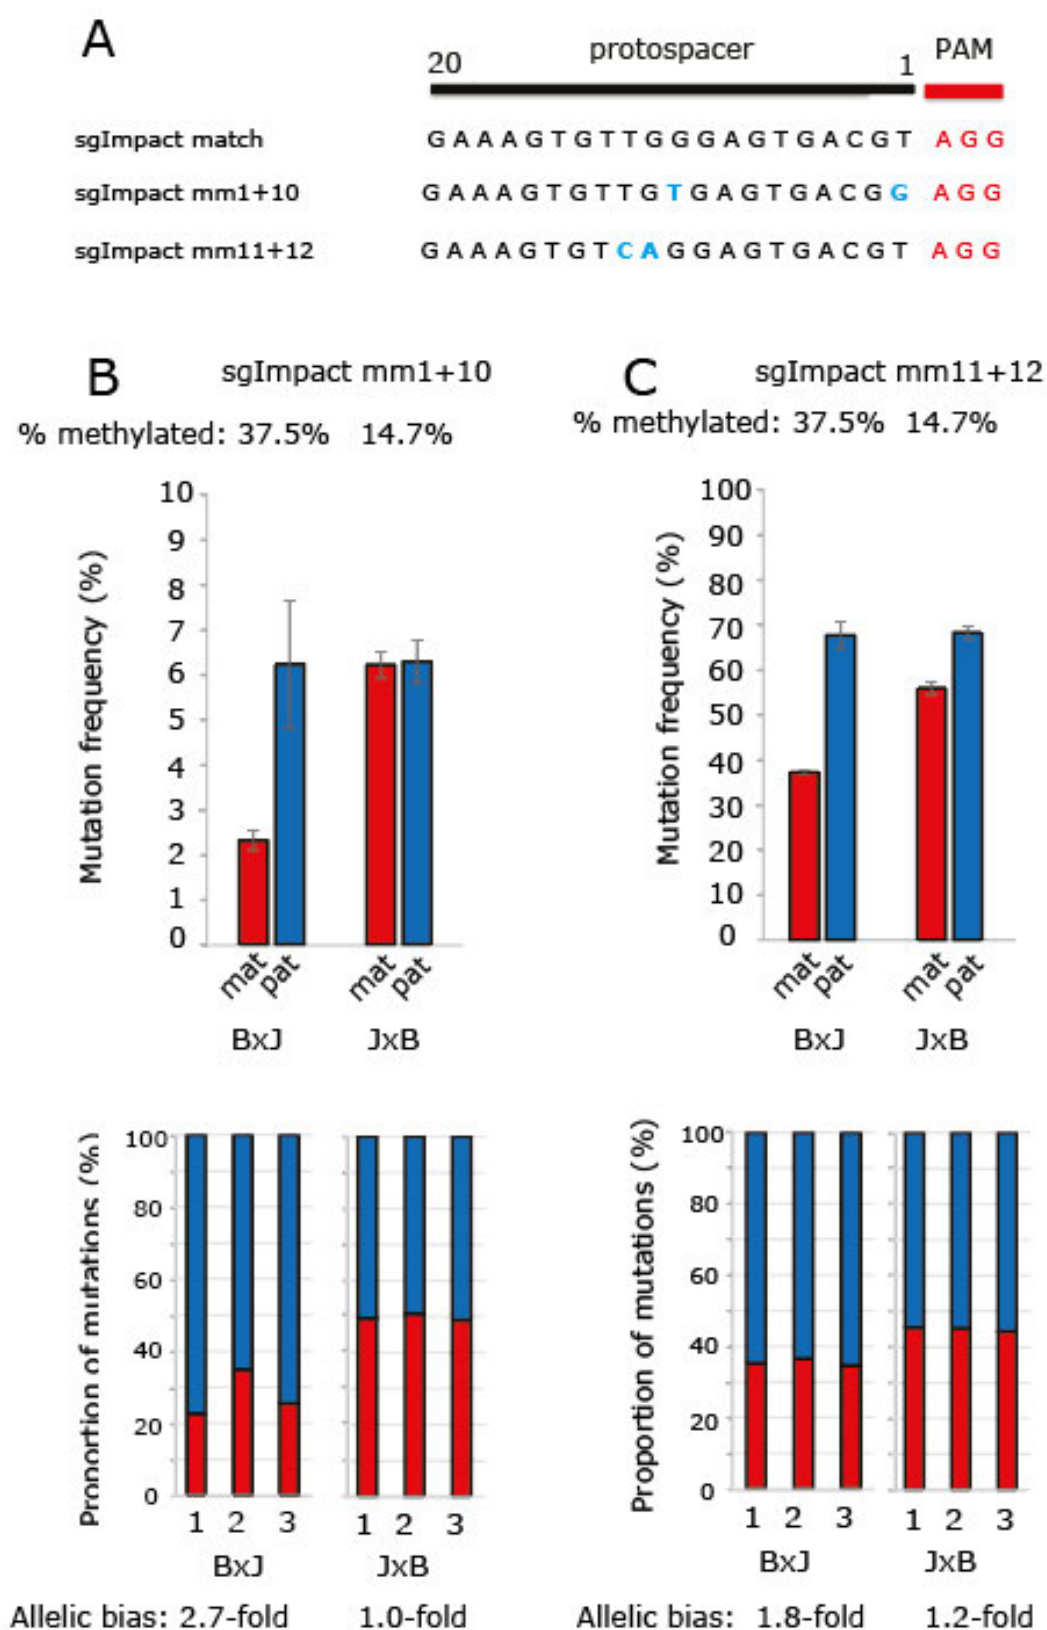 A
20 protospacer 1 PAM
sgImpact match GAAAGTGTTGGGAGTGACGT AGG
sgImpact mm1+10 GAAAGTGTTGTGAGTGACGG AGG
sgImpact mm11+12 GAAAGTGTCAGGAGTGACGT AGG
B sgImpact mm1+10
% methylated: 37.5% 14.7%
Mutation frequency (%)
10
9
8
7
6
5
4
3
2
1
0
mat pat mat pat
BxJ JxB
Proportion of mutations (%)
100
80
60
40
20
0
1 2 3 1 2 3
BxJ JxB
Allelic bias: 2.7-fold 1.0-fold
C sgImpact mm11+12
% methylated: 37.5% 14.7%
Mutation frequency (%)
100
90
80
70
60
50
40
30
20
10
0
mat pat mat pat
BxJ JxB
Proportion of mutations (%)
100
80
60
40
20
0
1 2 3 1 2 3
BxJ JxB
Allelic bias: 1.8-fold 1.2-fold